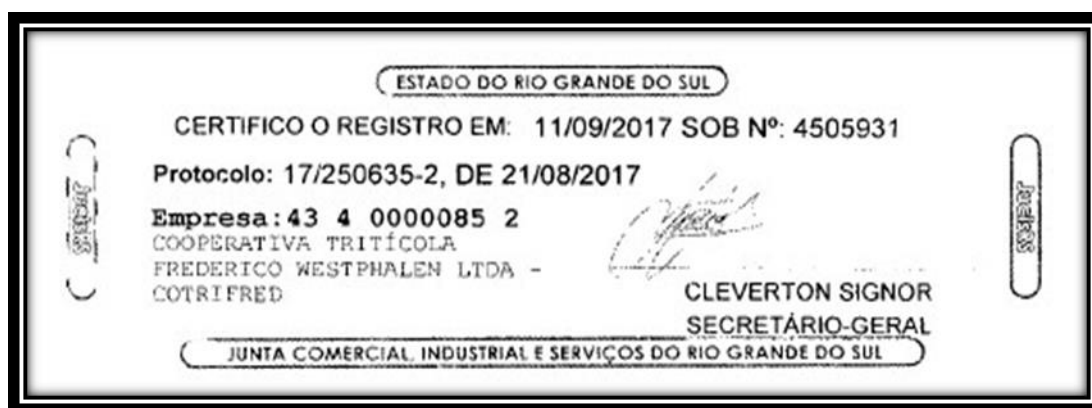 ESTADO DO RIO GRANDE DO SUL
CERTIFICO O REGISTRO EM: 11/09/2017 SOB Nº: 4505931
Protocolo: 17/250635-2, DE 21/08/2017
Empresa:43 4 0000085 2
COOPERATIVA TRITÍCOLA
FREDERICO WESTPHALEN LTDA -
COTRIFRED
CLEVERTON SIGNOR
SECRETÁRIO-GERAL
JUNTA COMERCIAL, INDUSTRIAL E SERVIÇOS DO RIO GRANDE DO SUL